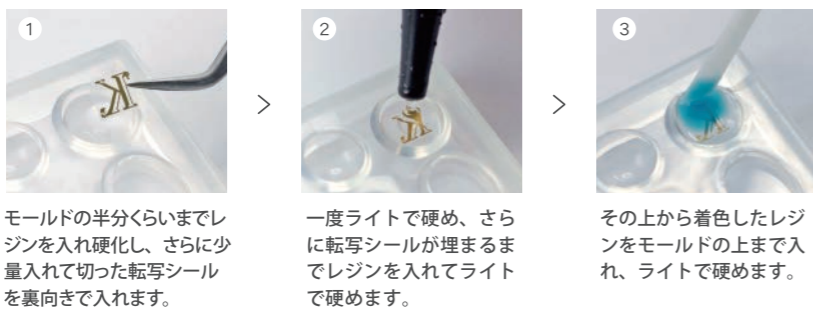 1
K
モールドの半分くらいまでレ
ジンを入れ硬化し、さらに少
量入れて切った転写シール
を裏向きで入れます。
>
2
K
一度ライトで硬め、さら
に転写シールが埋まるま
でレジンを入れてライト
で硬めます。
>
3
K
その上から着色したレジ
ンをモールドの上まで入
れ、ライトで硬めます。